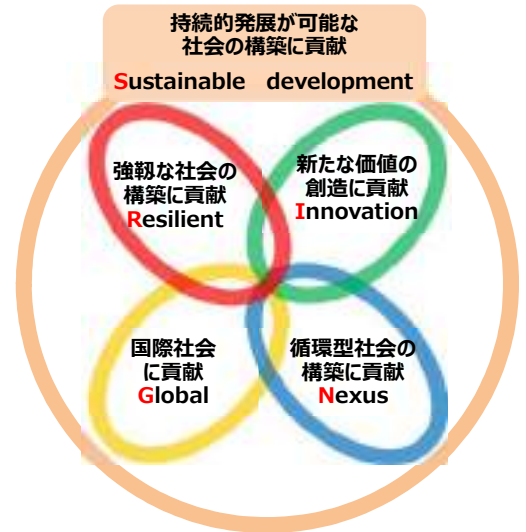 持続的発展が可能な
社会の構築に貢献
Sustainable development
強靱な社会の
構築に貢献
Resilient
新たな価値の
創造に貢献
Innovation
国際社会
に貢献
Global
循環型社会の
構築に貢献
Nexus